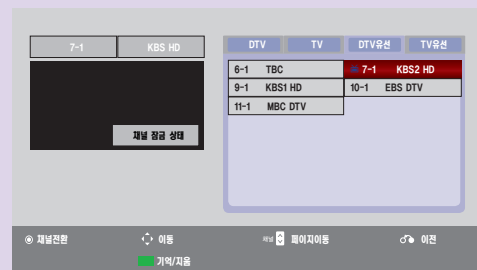 7-1 KBS HD
DTV TV DTV유선 TV유선
6-1 TBC 7-1 KBS2 HD
9-1 KBS1 HD 10-1 EBS DTV
11-1 MBC DTV
채널 잠금 상태
채널전환 이동 채널 페이지이동 이전
기억/지움